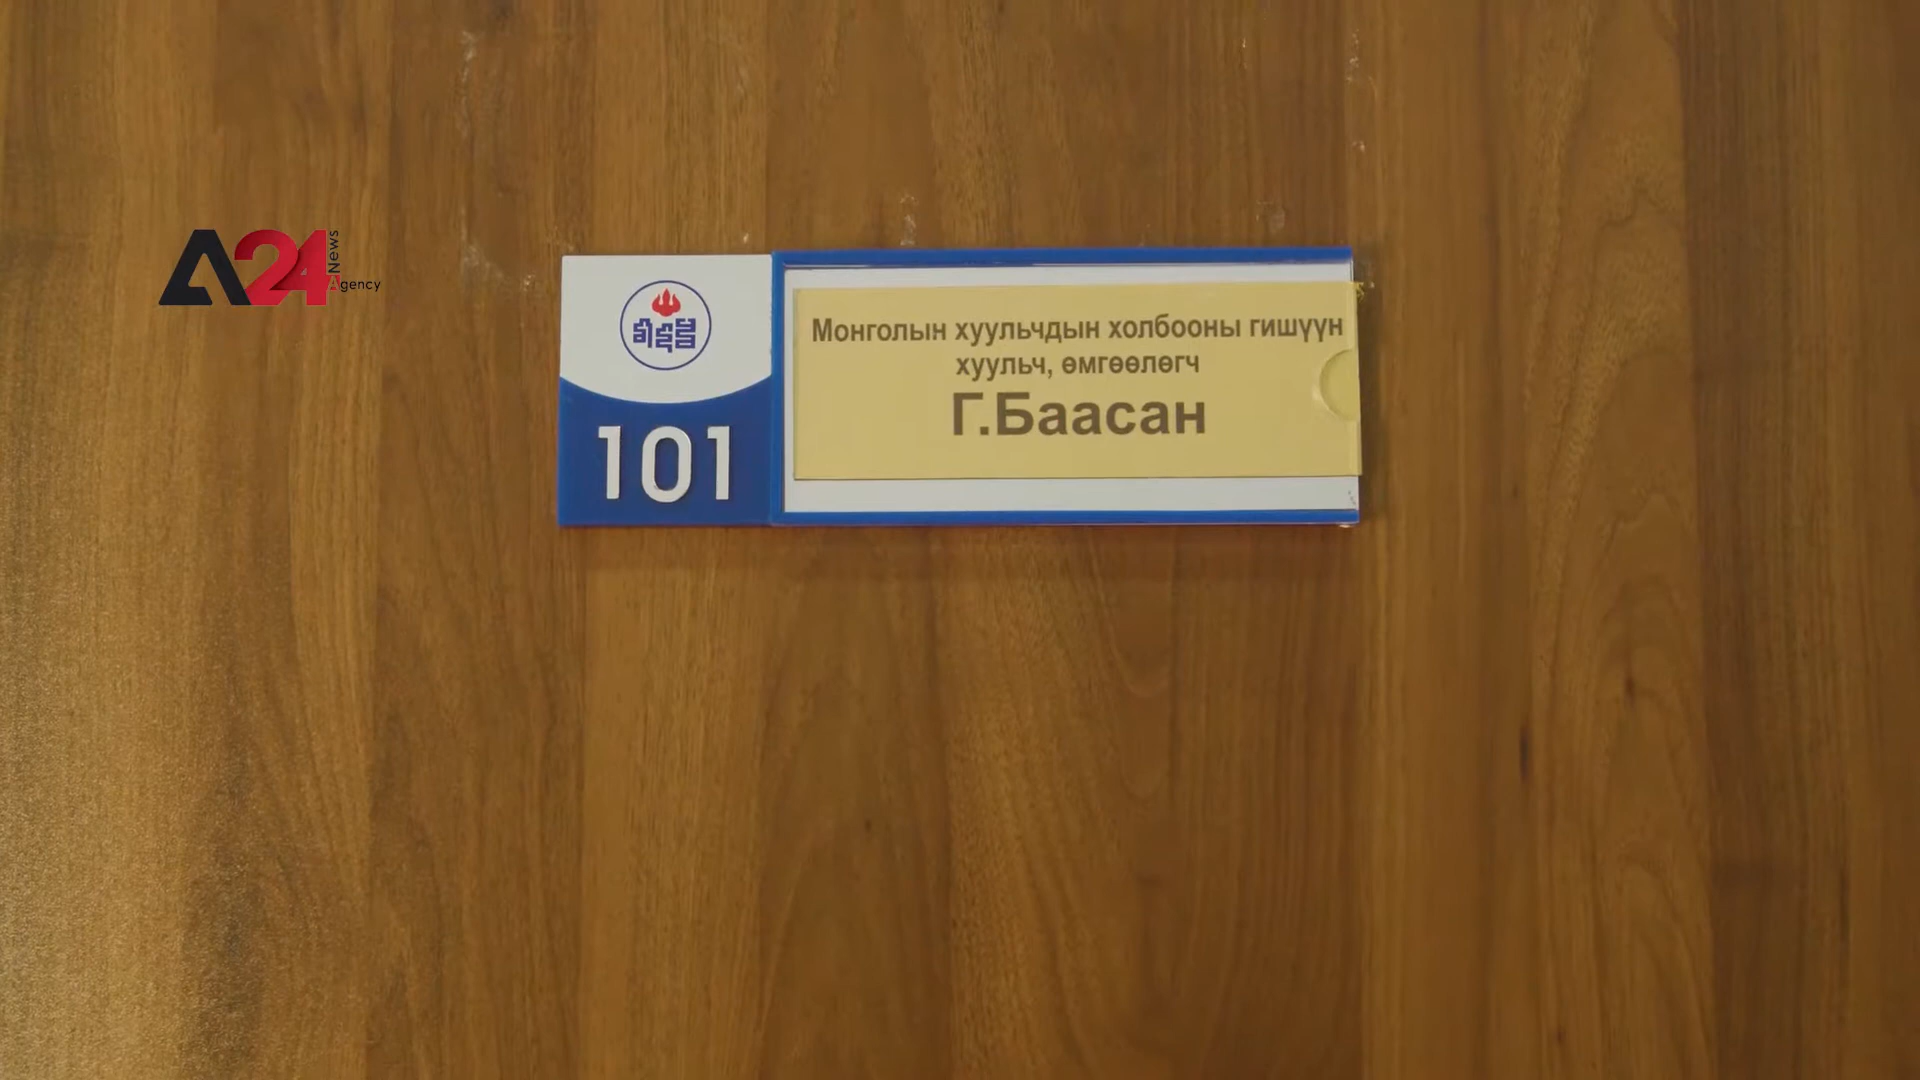 A24
News
Agency
Монголын хуульчдын холбооны гишүүн
хуульч, өмгөөлөгч
Г.Баасан
101